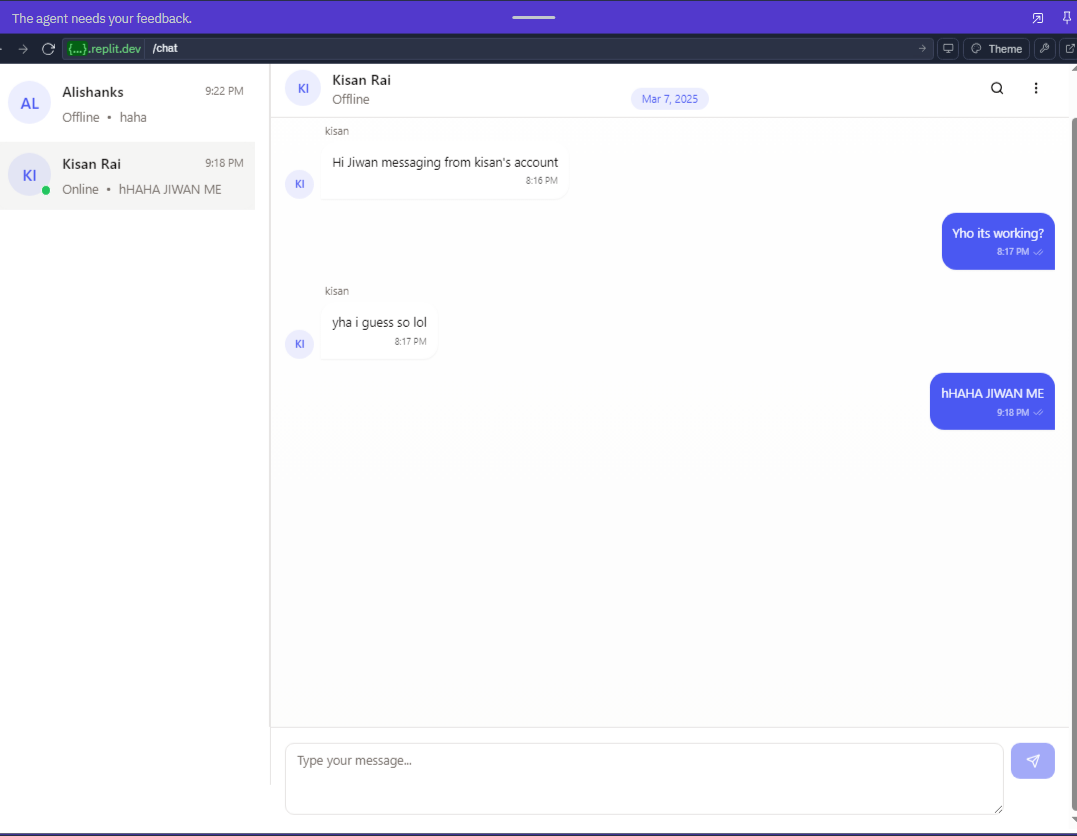 The agent needs your feedback.
{...}.replit.dev /chat
Theme
AL
Alishanks
9:22 PM
Offline • haha
KI
Kisan Rai
9:18 PM
Online • hHAHA JIWAN ME
KI
Kisan Rai
Offline
Mar 7, 2025
kisan
Hi Jiwan messaging from kisan's account
8:16 PM
KI
Yho its working?
8:17 PM
kisan
yha i guess so lol
8:17 PM
KI
hHAHA JIWAN ME
9:18 PM
Type your message...